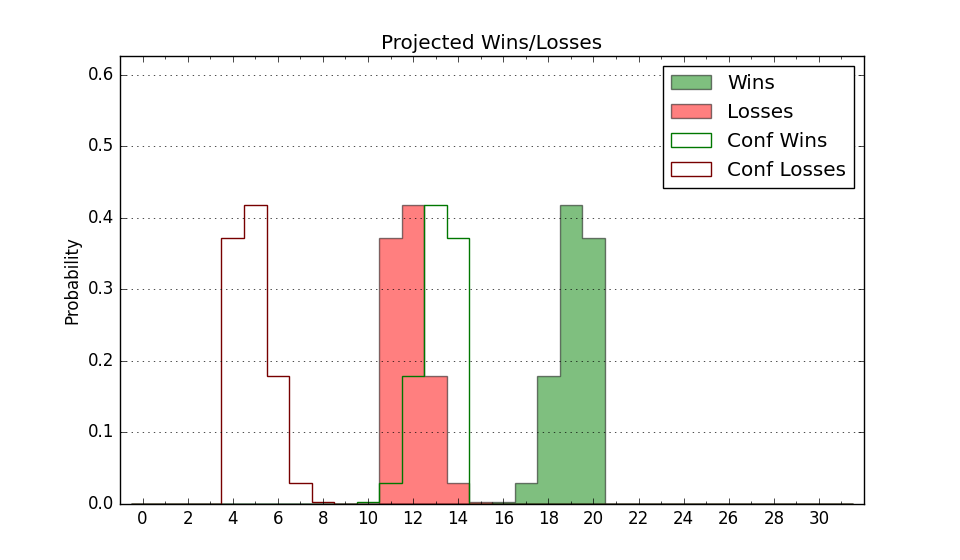 Projected Wins/Losses
0.6
0.5
0.4
0.3
0.2
0.1
0.0
Probability
Wins
Losses
Conf Wins
Conf Losses
0 2 4 6 8 10 12 14 16 18 20 22 24 26 28 30